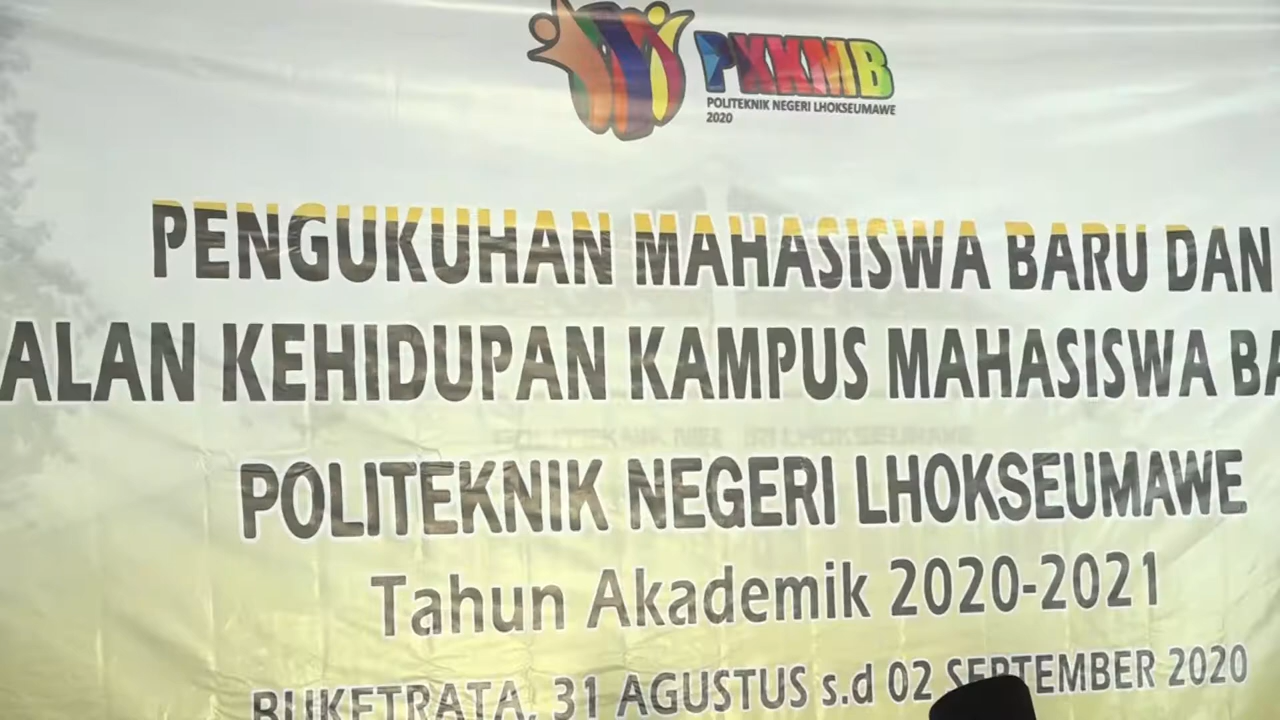 PKKMB
POLITEKNIK NEGERI LHOKSEUMAWE
2020
PENGUKUHAN MAHASISWA BARU DAN
ALAN KEHIDUPAN KAMPUS MAHASISWA BA
POLITEKNIK NEGERI LHOKSEUMAWE
Tahun Akademik 2020-2021
BUKETRATA, 31 AGUSTUS s.d 02 SEPTEMBER 2020